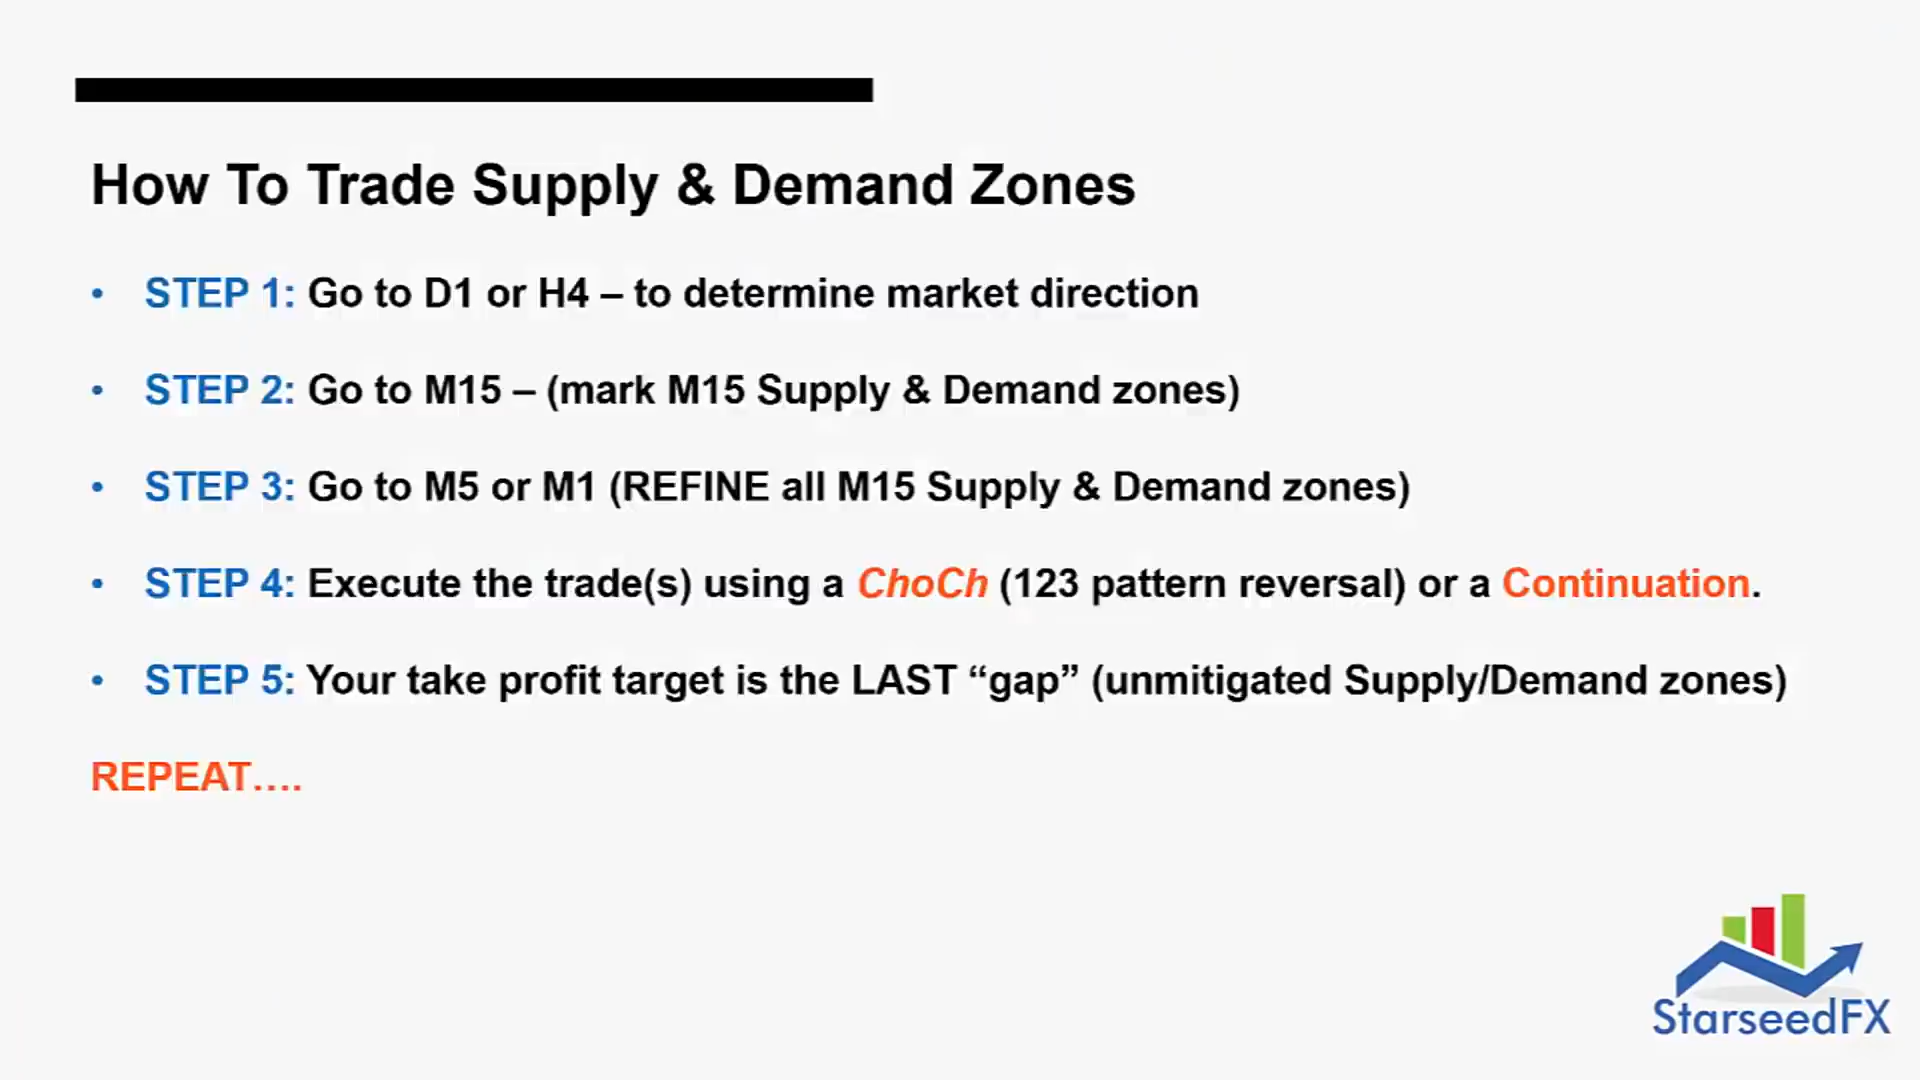 How To Trade Supply & Demand Zones
• STEP 1: Go to D1 or H4 – to determine market direction
• STEP 2: Go to M15 – (mark M15 Supply & Demand zones)
• STEP 3: Go to M5 or M1 (REFINE all M15 Supply & Demand zones)
• STEP 4: Execute the trade(s) using a ChoCh (123 pattern reversal) or a Continuation.
• STEP 5: Your take profit target is the LAST “gap” (unmitigated Supply/Demand zones)
REPEAT….
StarseedFX